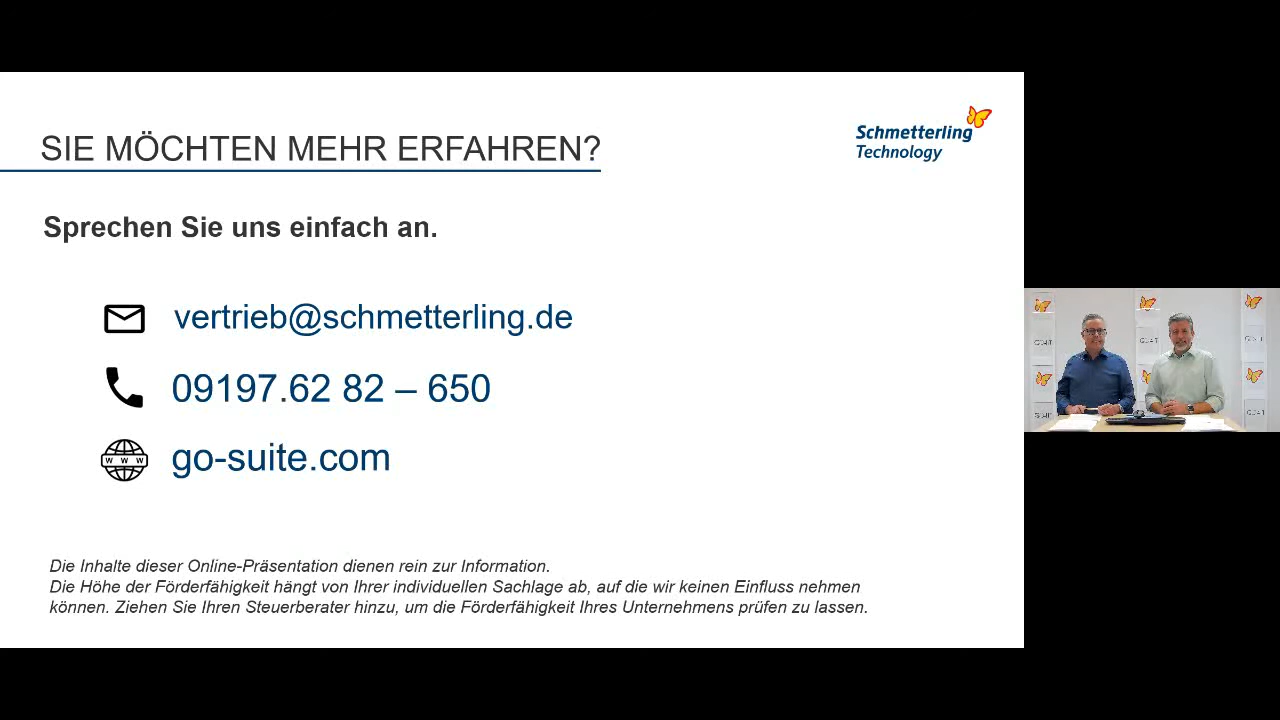 SIE MÖCHTEN MEHR ERFAHREN?
Schmetterling
Technology
Sprechen Sie uns einfach an.
vertrieb@schmetterling.de
09197.62 82 – 650
W W W
go-suite.com
Die Inhalte dieser Online-Präsentation dienen rein zur Information.
Die Höhe der Förderfähigkeit hängt von Ihrer individuellen Sachlage ab, auf die wir keinen Einfluss nehmen
können. Ziehen Sie Ihren Steuerberater hinzu, um die Förderfähigkeit Ihres Unternehmens prüfen zu lassen.